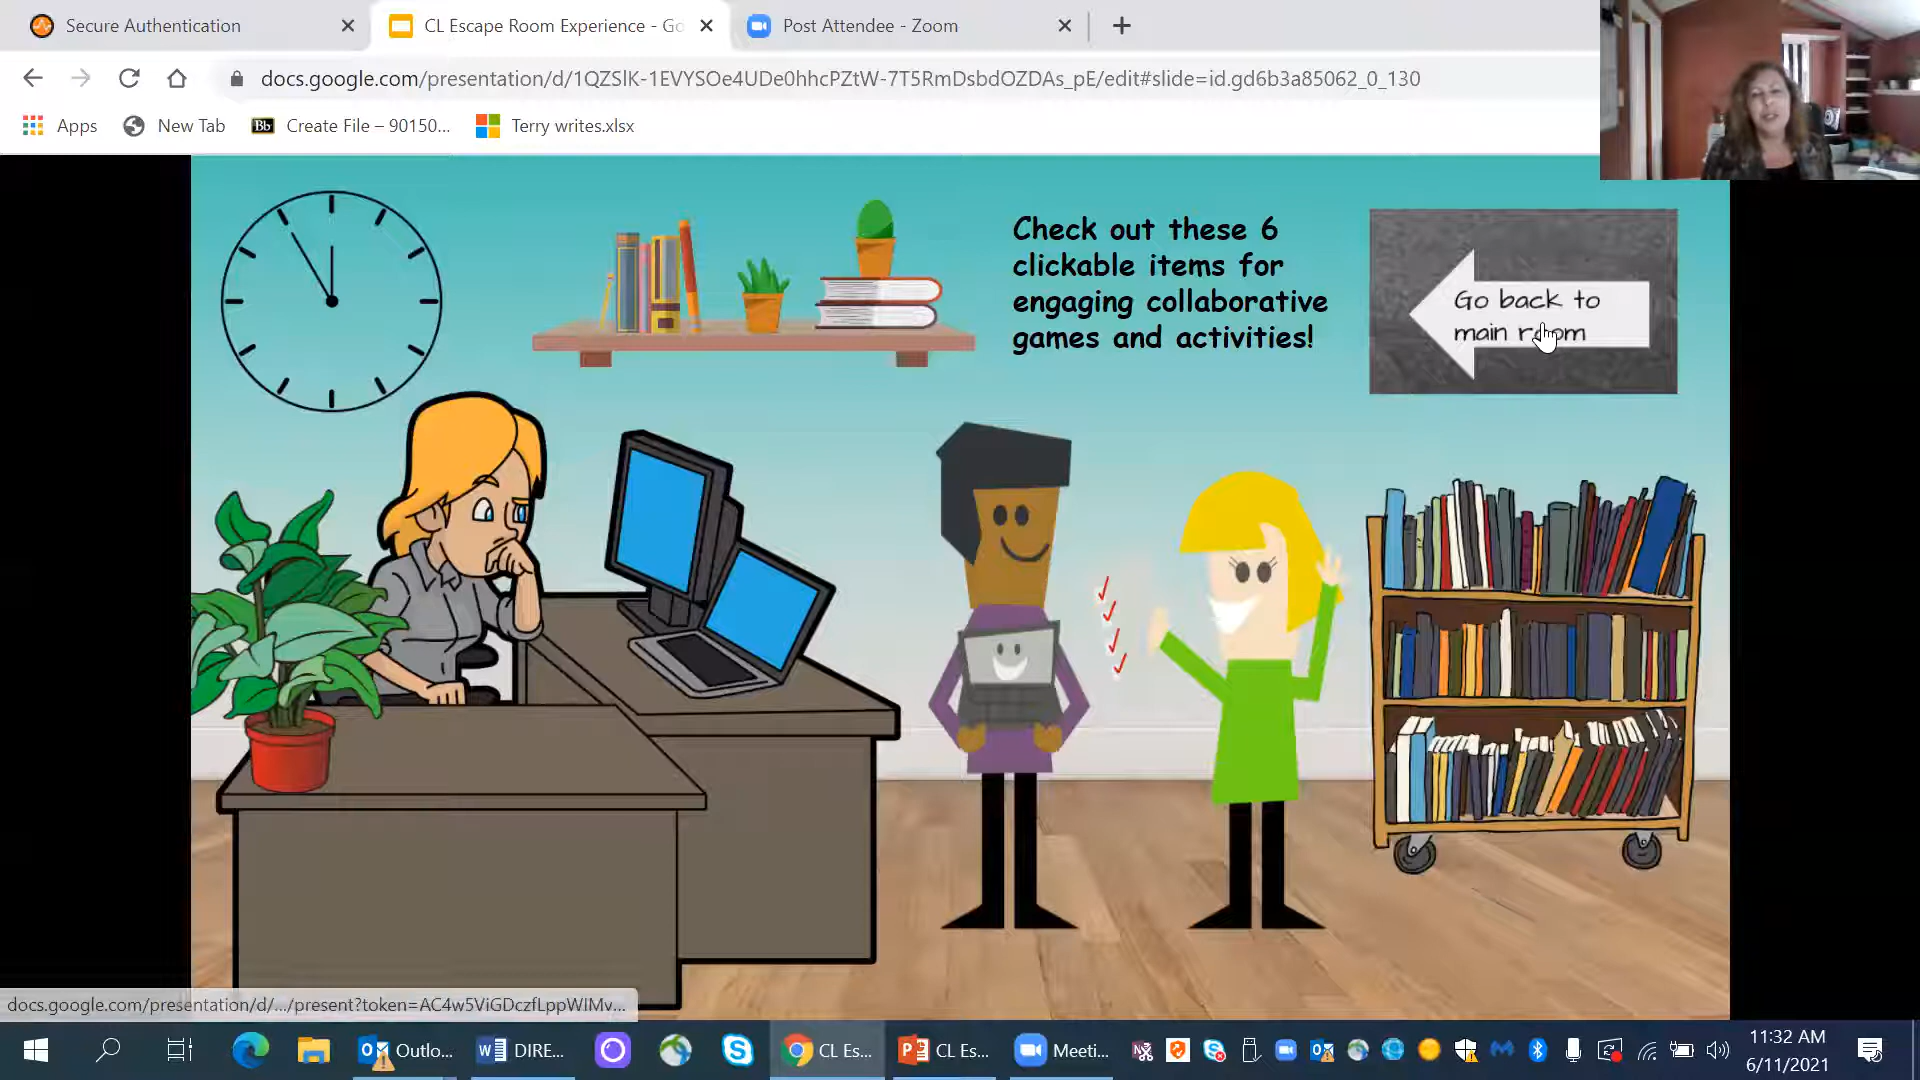 Secure Authentication
CL Escape Room Experience - Go
Post Attendee - Zoom
docs.google.com/presentation/d/1QZSlK-1EVYSOe4UDe0hhcPZtW-7T5RmDsbdOZDAs_pE/edit#slide=id.gd6b3a85062_0_130
Apps
New Tab
Bb
Create File – 90150...
Terry writes.xlsx
Check out these 6
clickable items for
engaging collaborative
games and activities!
Go back to
main room
docs.google.com/presentation/d/.../present?token=AC4w5ViGDczfLppWIMv...
Outlo...
DIRE...
CL Es...
CL Es...
Meeti...
11:32 AM
6/11/2021